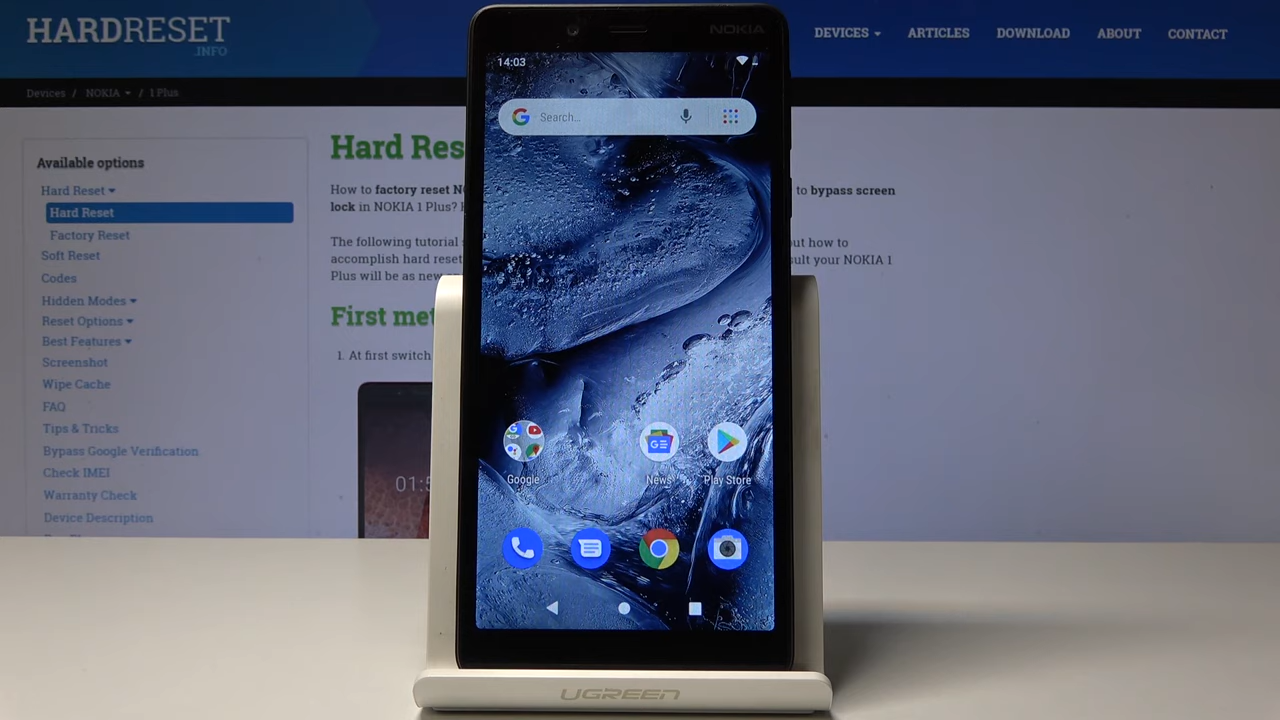 HARDRESET
.INFO
DEVICES
ARTICLES
DOWNLOAD
ABOUT
CONTACT
Devices / NOKIA / 1 Plus
Available options
Hard Reset
Hard Reset
Factory Reset
Soft Reset
Codes
Hidden Modes
Reset Options
Best Features
Screenshot
Wipe Cache
FAQ
Tips & Tricks
Bypass Google Verification
Check IMEI
Warranty Check
Device Description
Hard Res
How to factory reset N
to bypass screen
lock in NOKIA 1 Plus?
The following tutorial
out how to
accomplish hard reset
sult your NOKIA 1
Plus will be as new
First met
1. At first switch
01:5
NOKIA
14:03
Search...
Google
News
Play Store
UGREEN